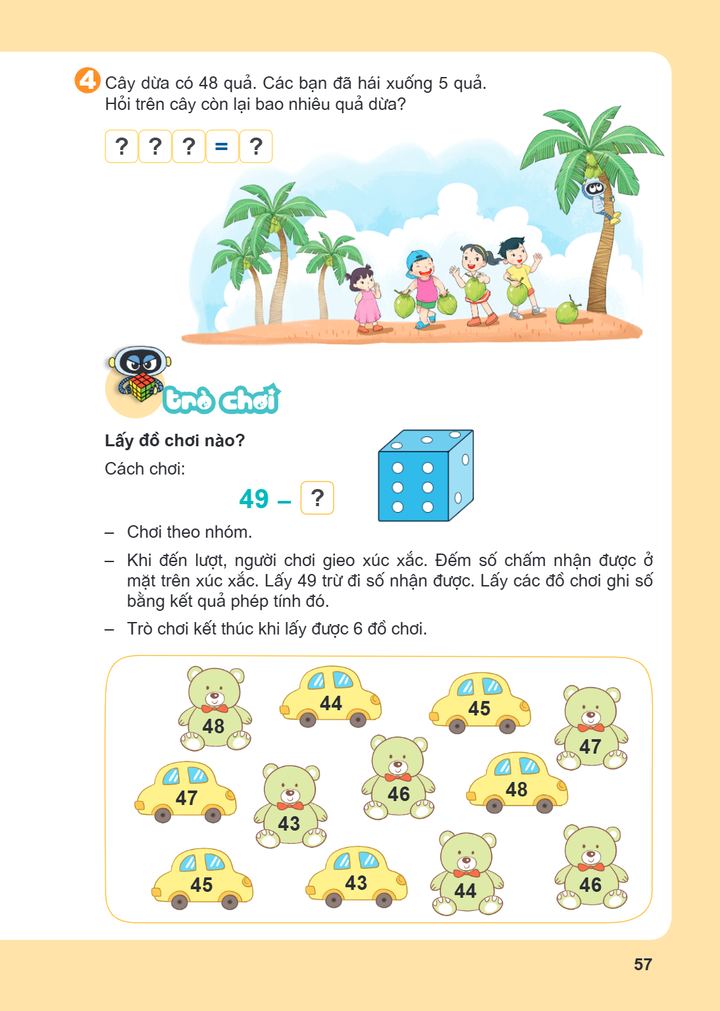 4 Cây dừa có 48 quả. Các bạn đã hái xuống 5 quả.
Hỏi trên cây còn lại bao nhiêu quả dừa?
? ? ? = ?
trò chơi
Lấy đồ chơi nào?
Cách chơi:
49 – ?
– Chơi theo nhóm.
– Khi đến lượt, người chơi gieo xúc xắc. Đếm số chấm nhận được ở
mặt trên xúc xắc. Lấy 49 trừ đi số nhận được. Lấy các đồ chơi ghi số
bằng kết quả phép tính đó.
– Trò chơi kết thúc khi lấy được 6 đồ chơi.
48
44
45
47
47
43
46
48
45
43
44
46
57